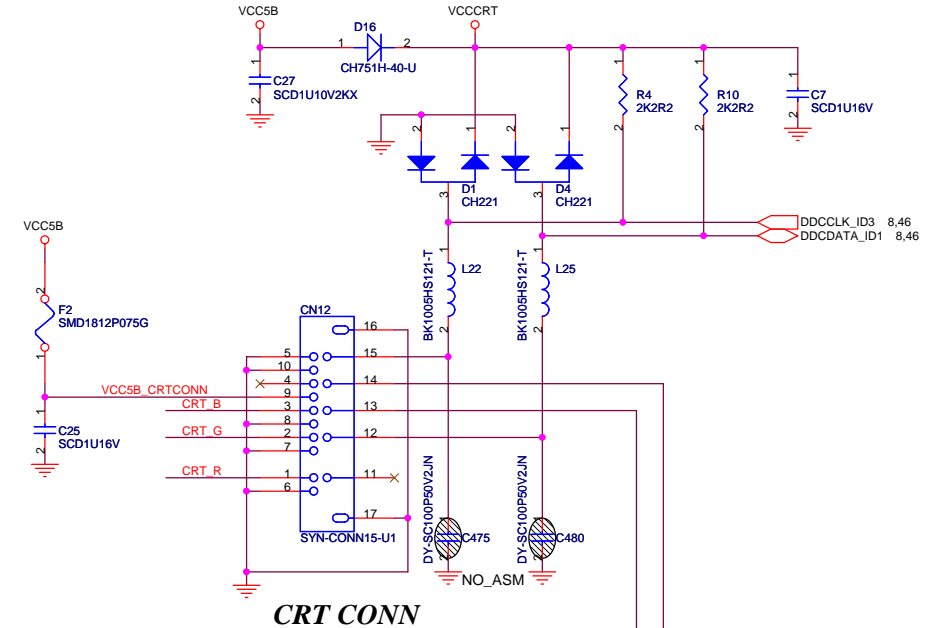 VCC5B
VCCCRT
D16
1
2
CH751H-40-U
1
C27
SCD1U10V2KX
2
1
R4
2K2R2
2
1
R10
2K2R2
2
1
C7
SCD1U16V
2
2
1
2
1
3
D1
CH221
3
D4
CH221
DDCCLK_ID3 8,46
DDCDATA_ID1 8,46
VCC5B
2
F2
SMD1812P075G
1
1
L22
BK1005HS121-T
2
1
L25
BK1005HS121-T
2
CN12
16
5
15
10
4
14
VCC5B_CRTCONN
9
CRT_B
3
13
8
CRT_G
2
12
7
CRT_R
1
11
6
17
SYN-CONN15-U1
1
C25
SCD1U16V
2
DY-SC100P50V2JN
1
C475
2
DY-SC100P50V2JN
1
C480
2
NO_ASM
CRT CONN